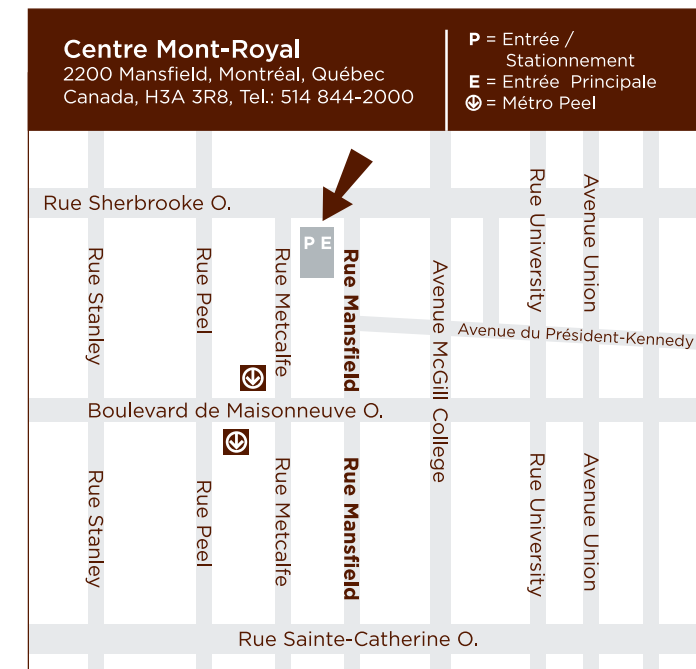 Centre Mont-Royal
2200 Mansfield, Montréal, Québec
Canada, H3A 3R8, Tel.: 514 844-2000
P = Entrée /
Stationnement
E = Entrée Principale
= Métro Peel
Rue Sherbrooke O.
P E
Rue Stanley
Rue Peel
Rue Metcalfe
Rue Mansfield
Avenue McGill College
Rue University
Avenue Union
Avenue du Président-Kennedy
Boulevard de Maisonneuve O.
Rue Stanley
Rue Peel
Rue Metcalfe
Rue Mansfield
Rue University
Avenue Union
Rue Sainte-Catherine O.